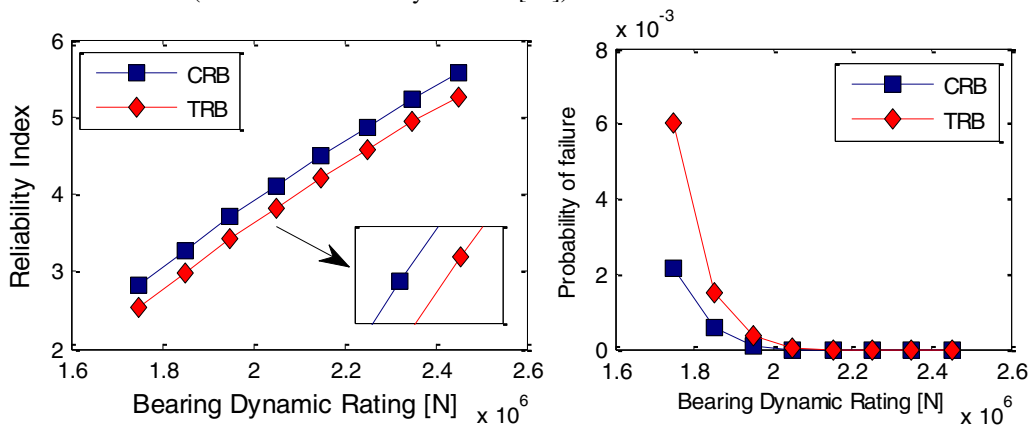 6
5
4
3
2
Reliability Index
CRB
TRB
1.6 1.8 2 2.2 2.4 2.6
Bearing Dynamic Rating [N]
x 10^6
x 10^-3
8
6
4
2
0
Probability of failure
CRB
TRB
1.6 1.8 2 2.2 2.4 2.6
Bearing Dynamic Rating [N]
x 10^6